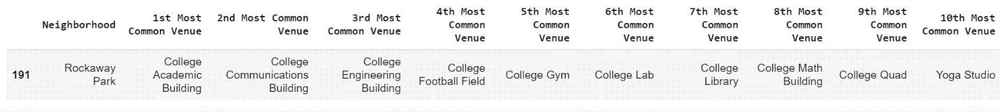 Neighborhood 1st Most Common Venue 2nd Most Common Venue 3rd Most Common Venue 4th Most Common Venue 5th Most Common Venue 6th Most Common Venue 7th Most Common Venue 8th Most Common Venue 9th Most Common Venue 10th Most Common Venue
191 Rockaway Park College Academic Building College Communications Building College Engineering Building College Football Field College Gym College Lab College Library College Math Building College Quad Yoga Studio